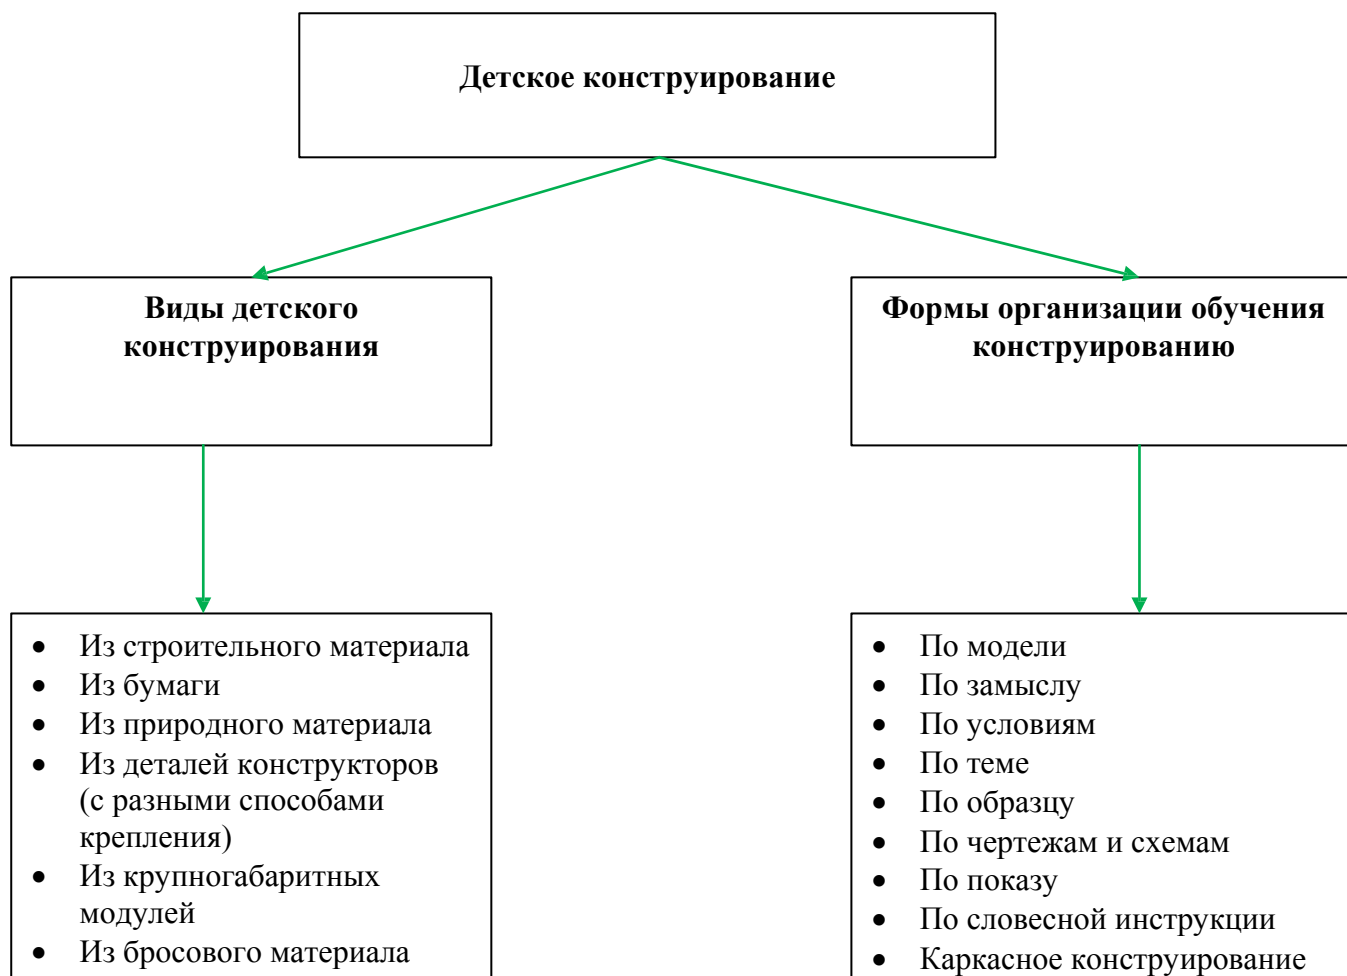 Детское конструирование
Виды детского
конструирования
Формы организации обучения
конструированию
• Из строительного материала
• Из бумаги
• Из природного материала
• Из деталей конструкторов
(с разными способами
крепления)
• Из крупногабаритных
модулей
• Из бросового материала
• По модели
• По замыслу
• По условиям
• По теме
• По образцу
• По чертежам и схемам
• По показу
• По словесной инструкции
• Каркасное конструирование